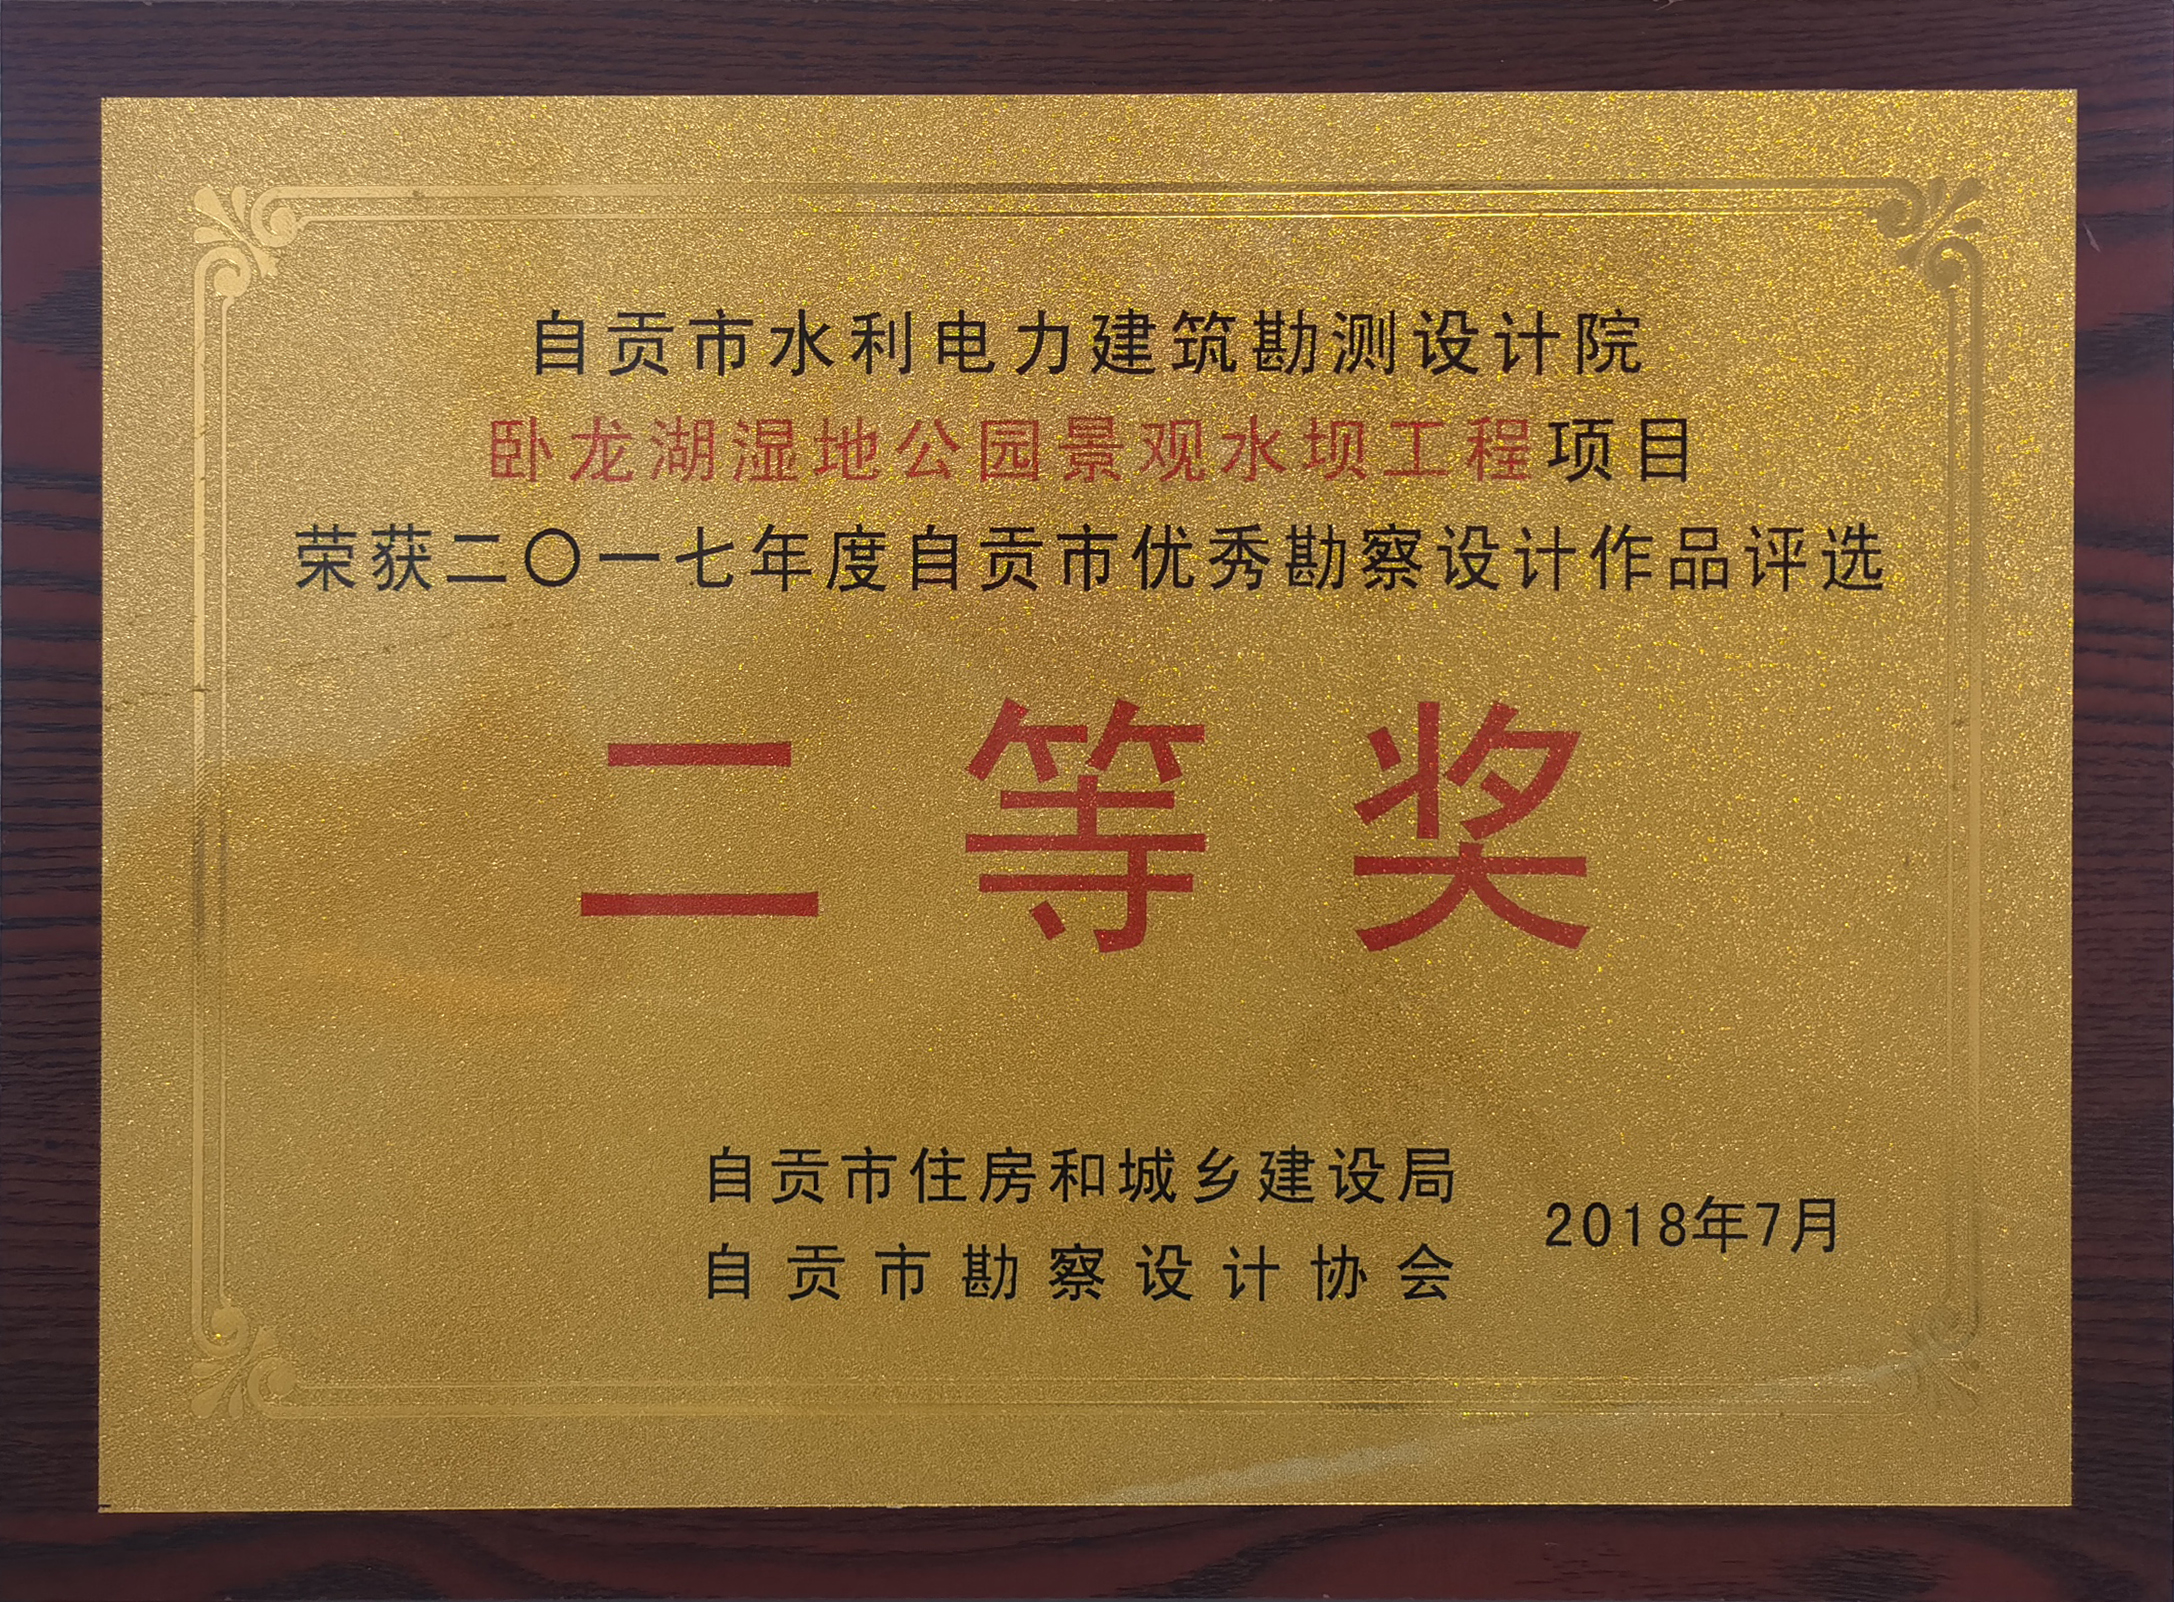 自贡市水利电力建筑勘测设计院
卧龙湖湿地公园景观水坝工程项目
荣获二〇一七年度自贡市优秀勘察设计作品评选
二等奖
自贡市住房和城乡建设局
自贡市勘察设计协会
2018年7月